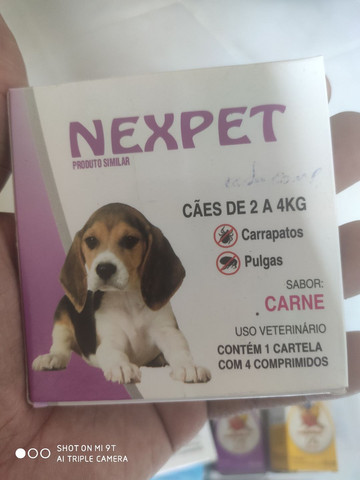 NEXPET
PRODUTO SIMILAR
CÃES DE 2 A 4KG
Carrapatos
Pulgas
SABOR:
CARNE
USO VETERINÁRIO
CONTÉM 1 CARTELA
COM 4 COMPRIMIDOS
SHOT ON MI 9T
AI TRIPLE CAMERA